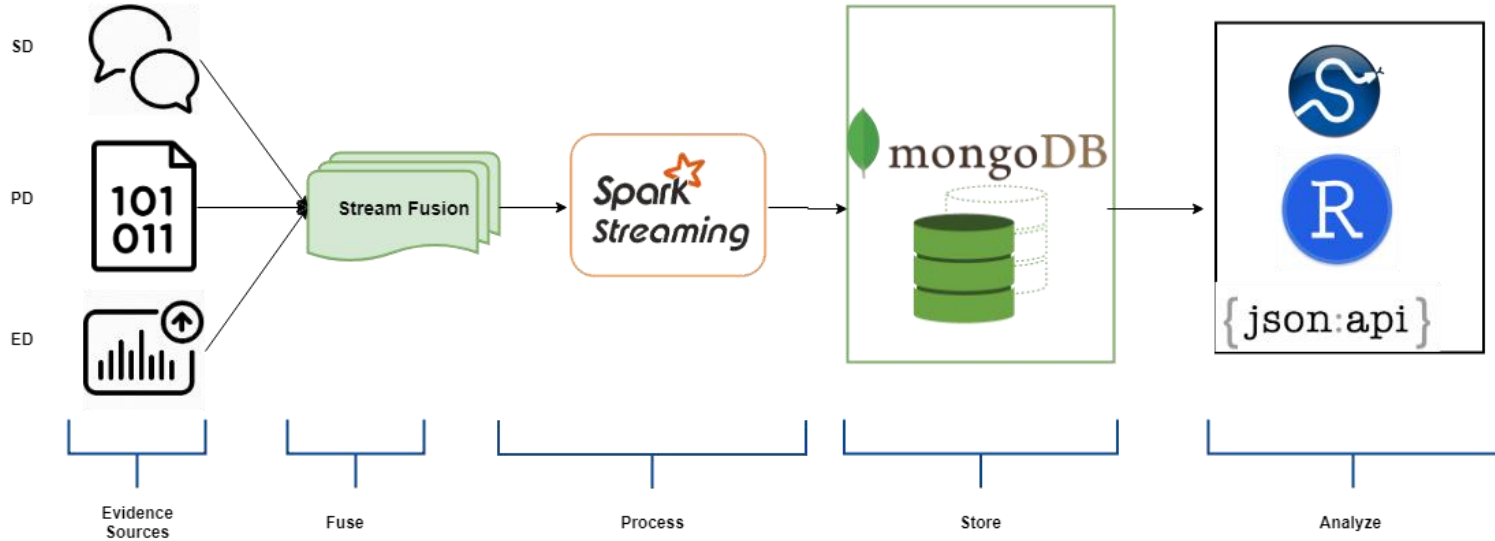 SD
PD
101
011
ED
Stream Fusion
Spark
Streaming
mongoDB
S
R
{json:api}
Evidence
Sources
Fuse
Process
Store
Analyze